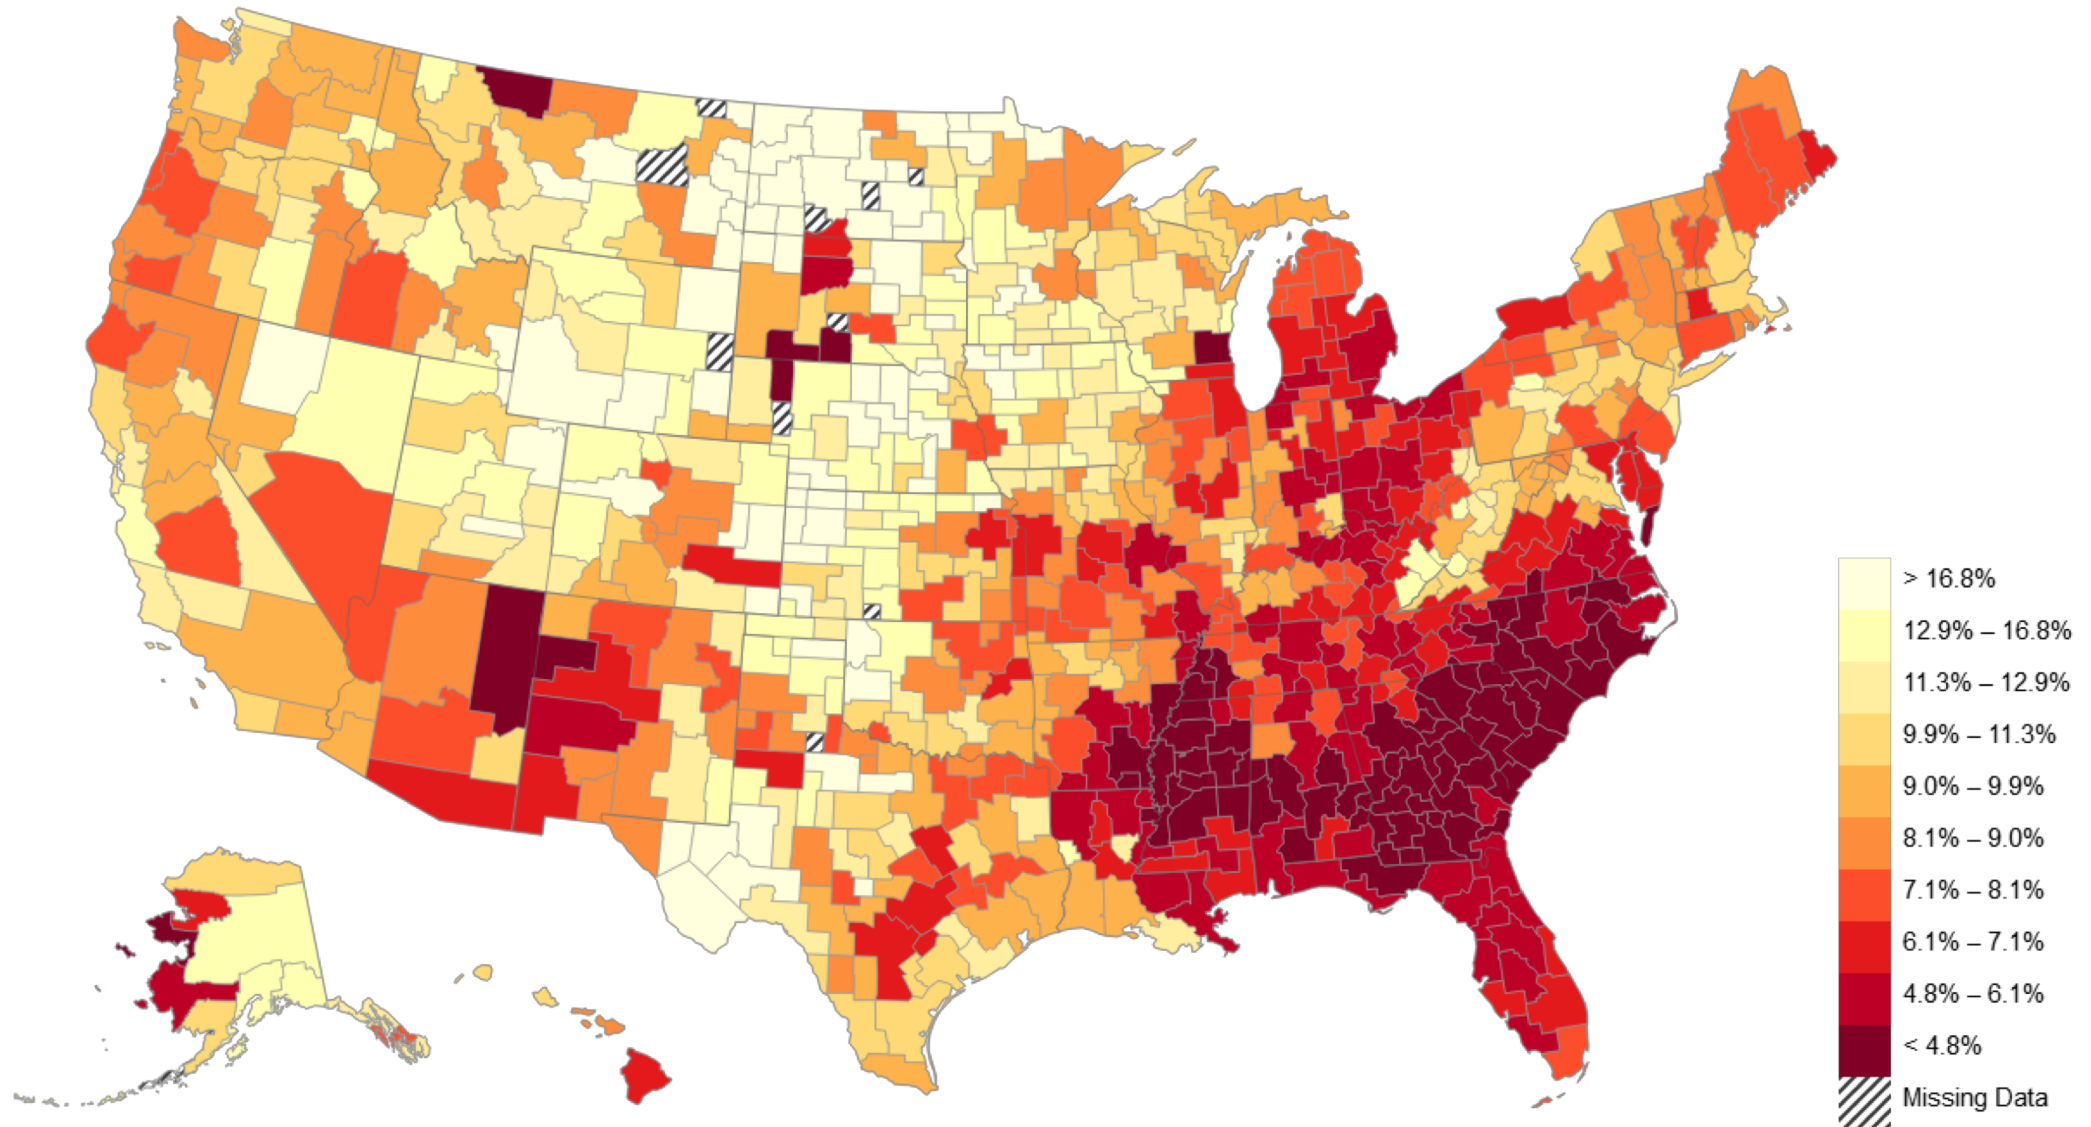 > 16.8%
12.9% – 16.8%
11.3% – 12.9%
9.9% – 11.3%
9.0% – 9.9%
8.1% – 9.0%
7.1% – 8.1%
6.1% – 7.1%
4.8% – 6.1%
< 4.8%
Missing Data